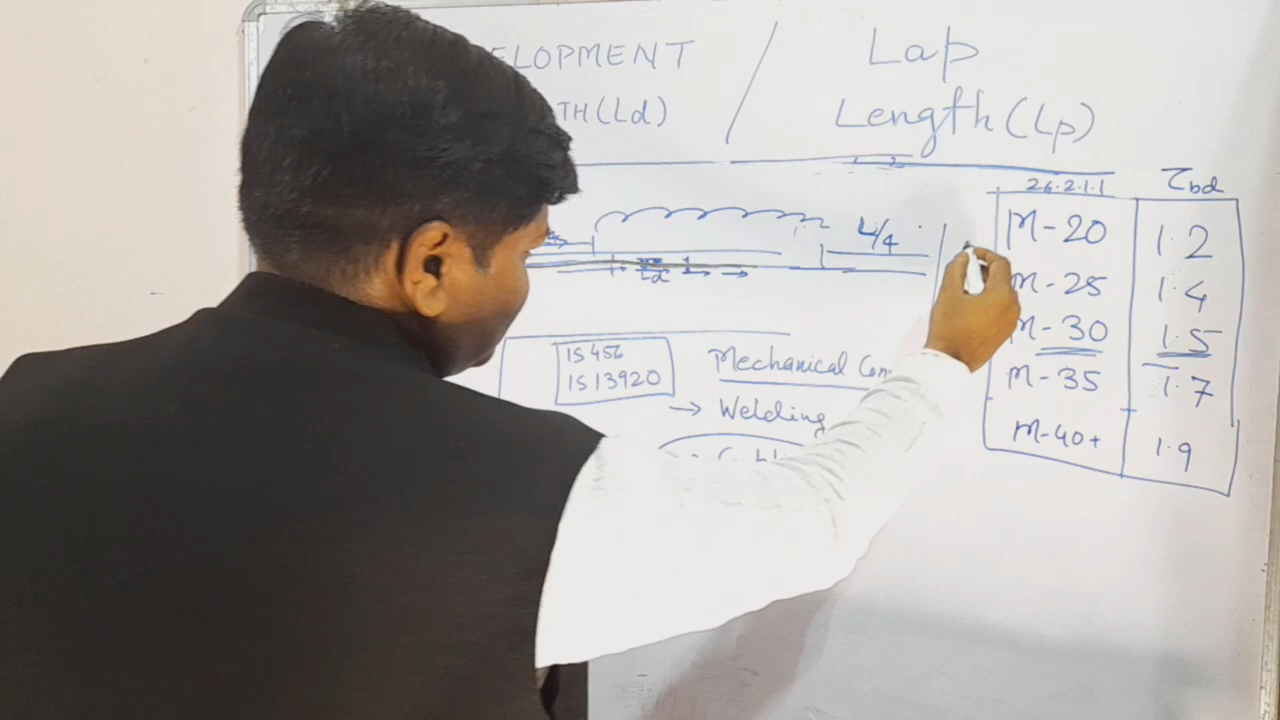 ELOPMENT / Lap
TH (Ld) Length (Lp)
26.2.1.1 τbd
M-20 1.2
L/4
Ld
M-25 1.4
M-30 1.5
IS 456
IS 13920
Mechanical Con
M-35 1.7
→ Welding
M-40+ 1.9